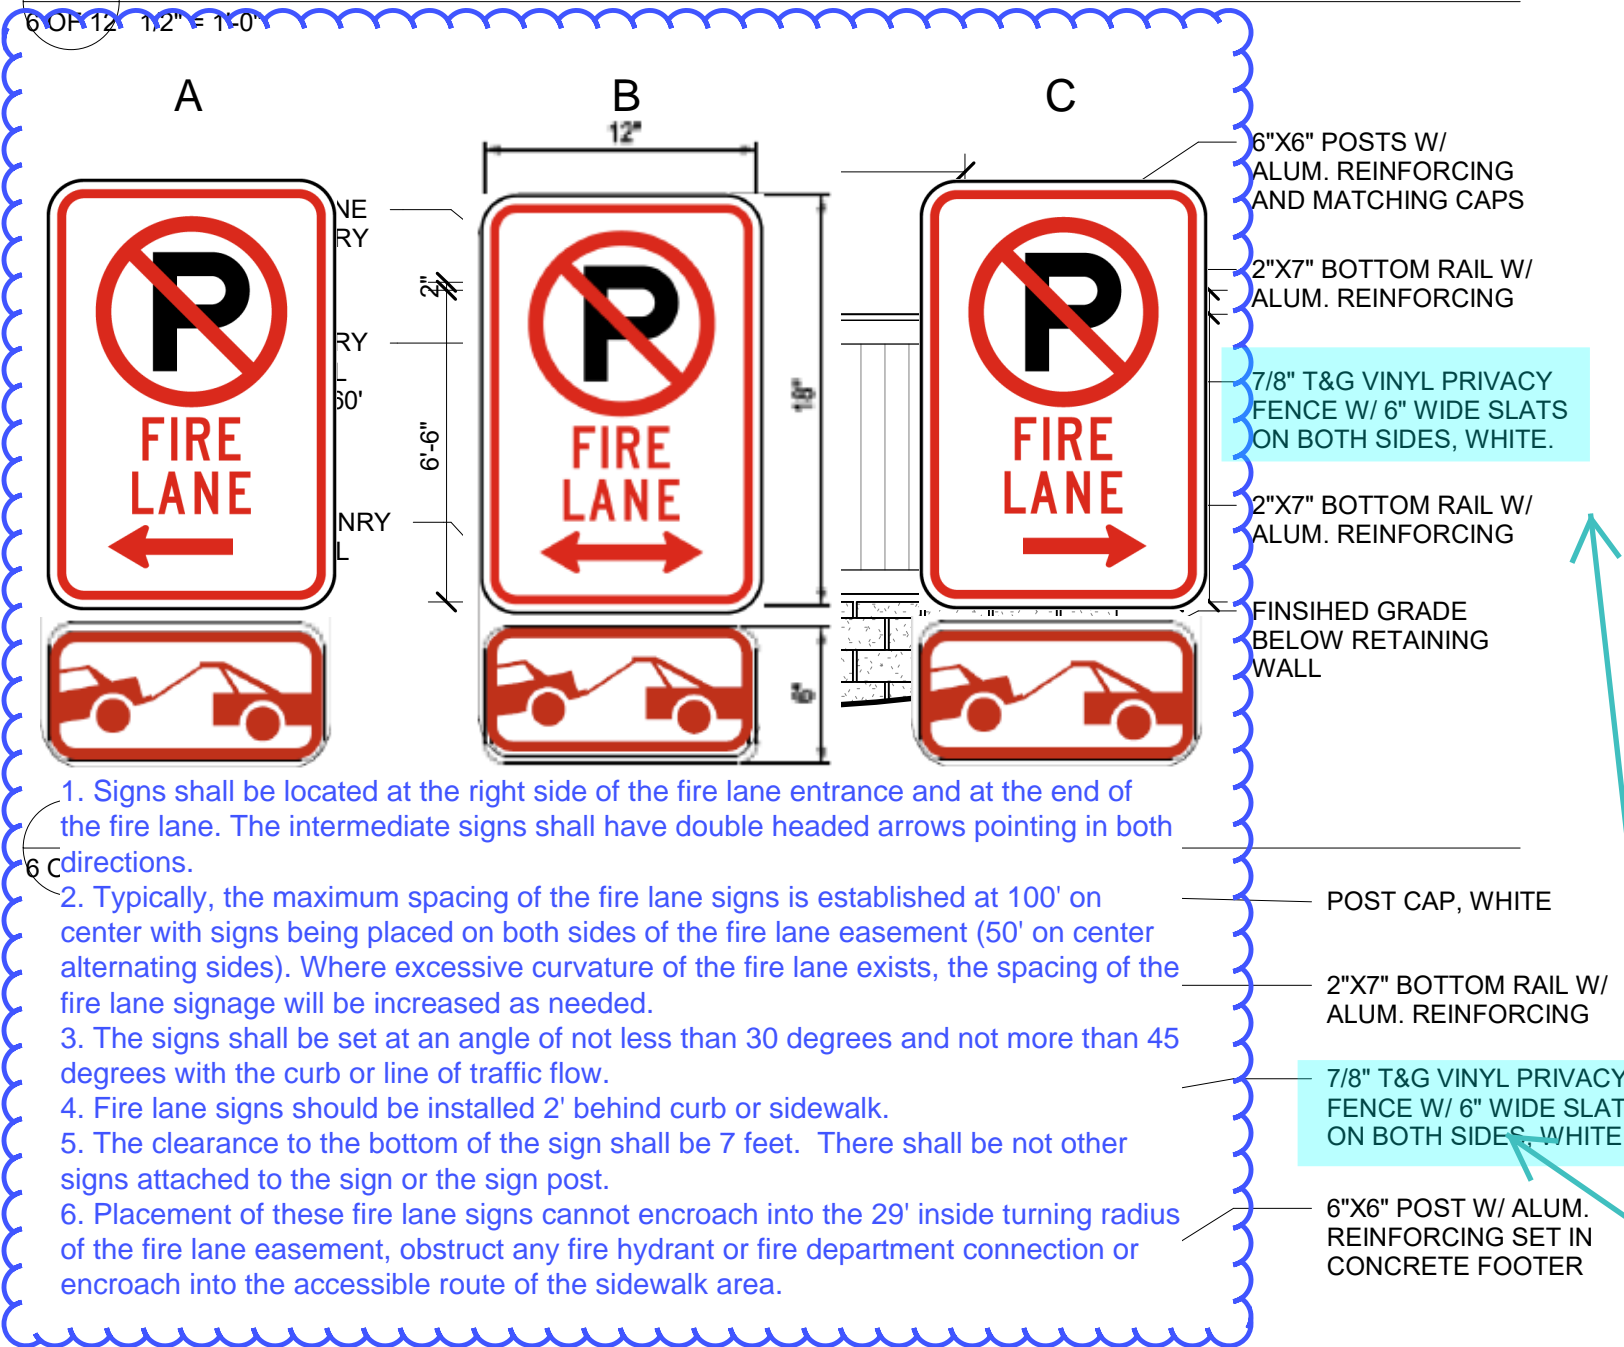 6 OF 12 1/2" = 1'-0"
A
B
C
12"
18"
6"
P
FIRE
LANE
P
FIRE
LANE
P
FIRE
LANE
NE
RY
RY
L
60'
NRY
L
2"
6'-6"
6"X6" POSTS W/
ALUM. REINFORCING
AND MATCHING CAPS
2"X7" BOTTOM RAIL W/
ALUM. REINFORCING
7/8" T&G VINYL PRIVACY
FENCE W/ 6" WIDE SLATS
ON BOTH SIDES, WHITE.
2"X7" BOTTOM RAIL W/
ALUM. REINFORCING
FINSIHED GRADE
BELOW RETAINING
WALL
1. Signs shall be located at the right side of the fire lane entrance and at the end of
the fire lane. The intermediate signs shall have double headed arrows pointing in both
directions.
2. Typically, the maximum spacing of the fire lane signs is established at 100' on
center with signs being placed on both sides of the fire lane easement (50' on center
alternating sides). Where excessive curvature of the fire lane exists, the spacing of the
fire lane signage will be increased as needed.
3. The signs shall be set at an angle of not less than 30 degrees and not more than 45
degrees with the curb or line of traffic flow.
4. Fire lane signs should be installed 2' behind curb or sidewalk.
5. The clearance to the bottom of the sign shall be 7 feet.  There shall be not other
signs attached to the sign or the sign post.
6. Placement of these fire lane signs cannot encroach into the 29' inside turning radius
of the fire lane easement, obstruct any fire hydrant or fire department connection or
encroach into the accessible route of the sidewalk area.
6
POST CAP, WHITE
2"X7" BOTTOM RAIL W/
ALUM. REINFORCING
7/8" T&G VINYL PRIVACY
FENCE W/ 6" WIDE SLAT
ON BOTH SIDES, WHITE
6"X6" POST W/ ALUM.
REINFORCING SET IN
CONCRETE FOOTER